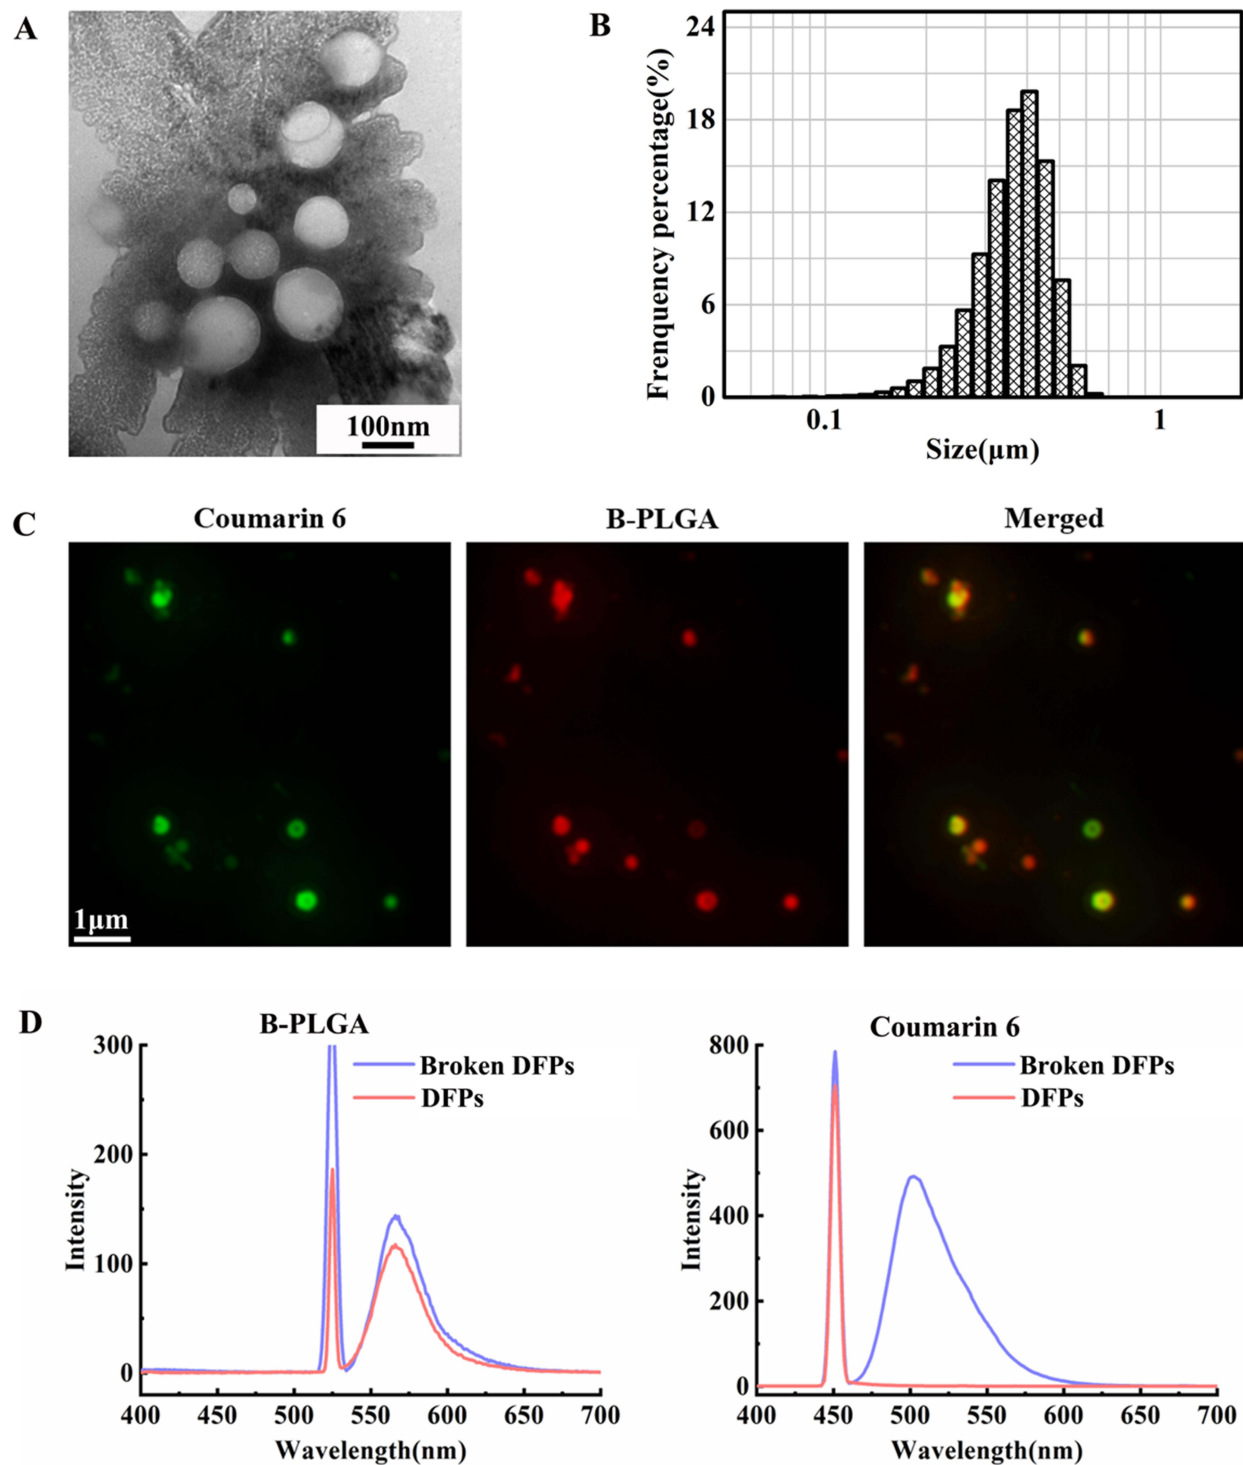 A
100nm
B
Frenquency percentage(%)
24
18
12
6
0
0.1
1
Size(μm)
C
Coumarin 6
B-PLGA
Merged
1μm
D
B-PLGA
Broken DFPs
DFPs
Intensity
300
200
100
0
400 450 500 550 600 650 700
Wavelength(nm)
Coumarin 6
Broken DFPs
DFPs
Intensity
800
600
400
200
0
400 450 500 550 600 650 700
Wavelength(nm)